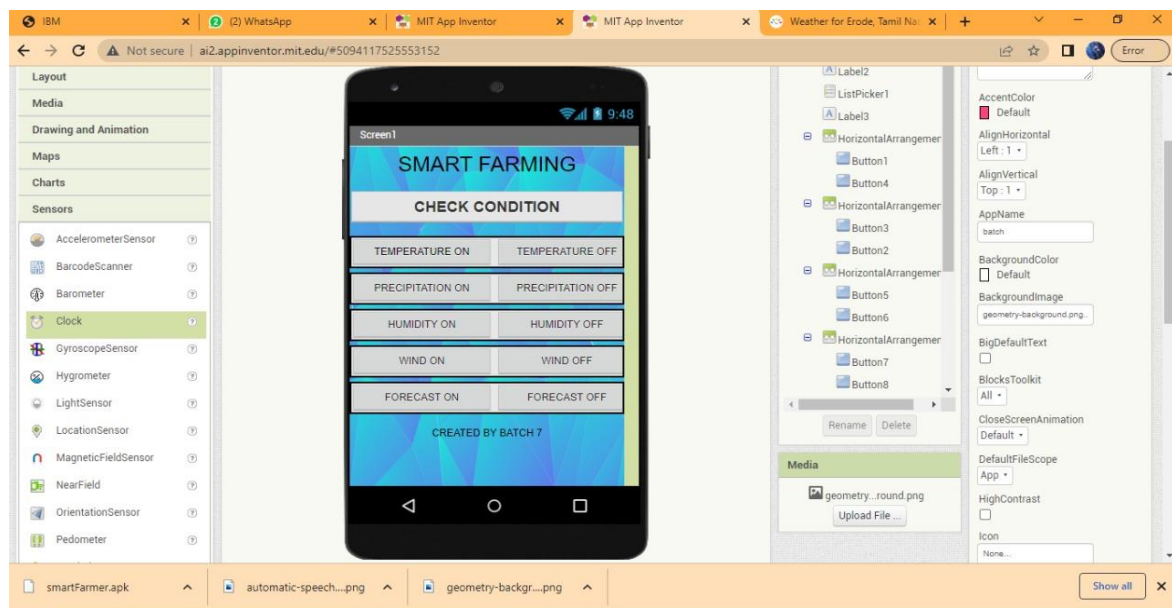 IBM
(2) WhatsApp
MIT App Inventor
MIT App Inventor
Weather for Erode, Tamil Na
Not secure | ai2.appinventor.mit.edu/#5094117525553152
Error
Layout
Media
Drawing and Animation
Maps
Charts
Sensors
AccelerometerSensor
BarcodeScanner
Barometer
Clock
GyroscopeSensor
Hygrometer
LightSensor
LocationSensor
MagneticFieldSensor
NearField
OrientationSensor
Pedometer
9:48
Screen1
SMART FARMING
CHECK CONDITION
TEMPERATURE ON TEMPERATURE OFF
PRECIPITATION ON PRECIPITATION OFF
HUMIDITY ON HUMIDITY OFF
WIND ON WIND OFF
FORECAST ON FORECAST OFF
CREATED BY BATCH 7
Label2
ListPicker1
Label3
HorizontalArrangemer
Button1
Button4
HorizontalArrangemer
Button3
Button2
HorizontalArrangemer
Button5
Button6
HorizontalArrangemer
Button7
Button8
Rename Delete
Media
geometry...round.png
Upload File ...
AccentColor
Default
AlignHorizontal
Left : 1
AlignVertical
Top : 1
AppName
batch
BackgroundColor
Default
BackgroundImage
geometry-background.png...
BigDefaultText
BlocksToolkit
All
CloseScreenAnimation
Default
DefaultFileScope
App
HighContrast
Icon
None...
smartFarmer.apk
automatic-speech....png
geometry-backgr....png
Show all